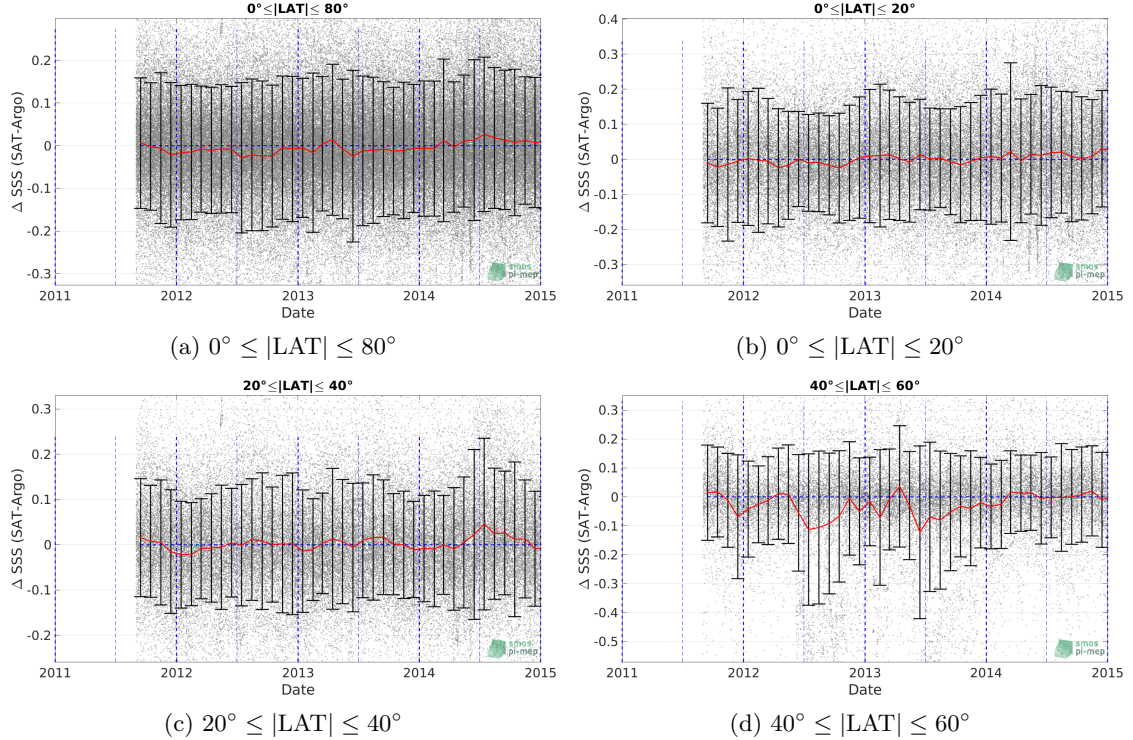 0°≤|LAT|≤ 80°
0.2
0.1
0
-0.1
-0.2
-0.3
Δ SSS (SAT-Argo)
2011
2012
2013
2014
2015
Date
smos
pi-mep
(a) 0° ≤ |LAT| ≤ 80°
0°≤|LAT|≤ 20°
0.4
0.3
0.2
0.1
0
-0.1
-0.2
-0.3
Δ SSS (SAT-Argo)
2011
2012
2013
2014
2015
Date
smos
pi-mep
(b) 0° ≤ |LAT| ≤ 20°
20°≤|LAT|≤ 40°
0.3
0.2
0.1
0
-0.1
-0.2
Δ SSS (SAT-Argo)
2011
2012
2013
2014
2015
Date
smos
pi-mep
(c) 20° ≤ |LAT| ≤ 40°
40°≤|LAT|≤ 60°
0.3
0.2
0.1
0
-0.1
-0.2
-0.3
-0.4
-0.5
Δ SSS (SAT-Argo)
2011
2012
2013
2014
2015
Date
smos
pi-mep
(d) 40° ≤ |LAT| ≤ 60°